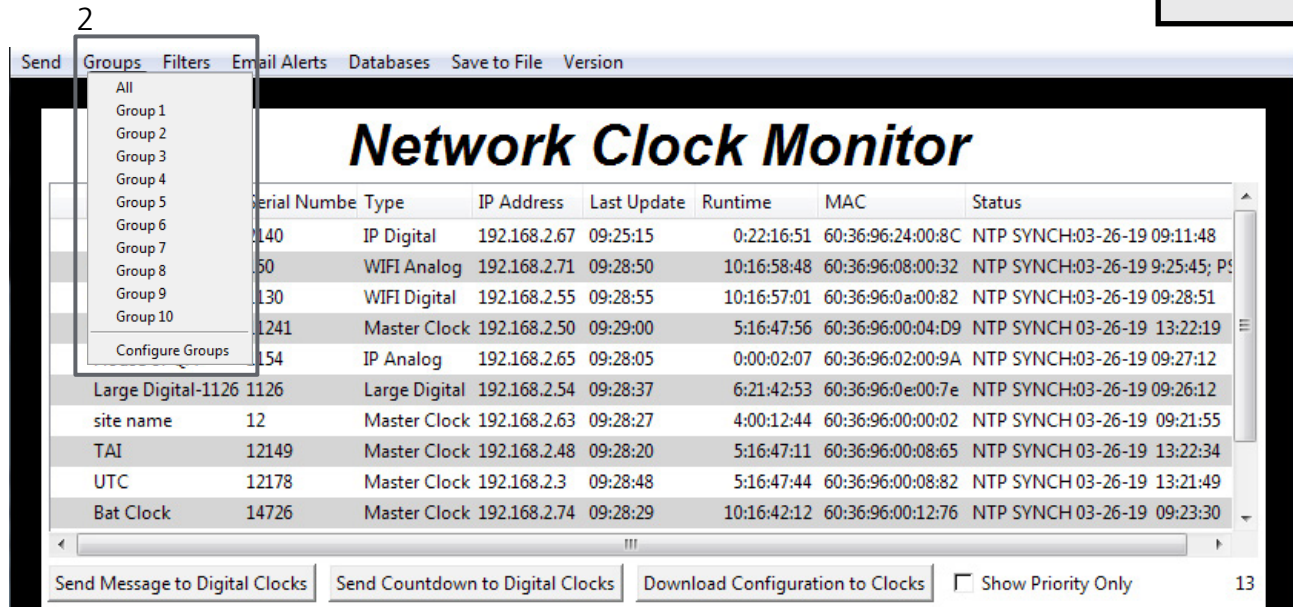 2
Send Groups Filters Email Alerts Databases Save to File Version
All
Group 1
Group 2
Group 3
Group 4
Group 5
Group 6
Group 7
Group 8
Group 9
Group 10
Configure Groups
Network Clock Monitor
Serial Numbe Type IP Address Last Update Runtime MAC Status
2140 IP Digital 192.168.2.67 09:25:15 0:22:16:51 60:36:96:24:00:8C NTP SYNCH:03-26-19 09:11:48
50 WIFI Analog 192.168.2.71 09:28:50 10:16:58:48 60:36:96:08:00:32 NTP SYNCH:03-26-19 9:25:45; PS
130 WIFI Digital 192.168.2.55 09:28:55 10:16:57:01 60:36:96:0a:00:82 NTP SYNCH:03-26-19 09:28:51
1241 Master Clock 192.168.2.50 09:29:00 5:16:47:56 60:36:96:00:04:D9 NTP SYNCH 03-26-19 13:22:19
154 IP Analog 192.168.2.65 09:28:05 0:00:02:07 60:36:96:02:00:9A NTP SYNCH:03-26-19 09:27:12
Large Digital-1126 1126 Large Digital 192.168.2.54 09:28:37 6:21:42:53 60:36:96:0e:00:7e NTP SYNCH:03-26-19 09:26:12
site name 12 Master Clock 192.168.2.63 09:28:27 4:00:12:44 60:36:96:00:00:02 NTP SYNCH 03-26-19 09:21:55
TAI 12149 Master Clock 192.168.2.48 09:28:20 5:16:47:11 60:36:96:00:08:65 NTP SYNCH 03-26-19 13:22:34
UTC 12178 Master Clock 192.168.2.3 09:28:48 5:16:47:44 60:36:96:00:08:82 NTP SYNCH 03-26-19 13:21:49
Bat Clock 14726 Master Clock 192.168.2.74 09:28:29 10:16:42:12 60:36:96:00:12:76 NTP SYNCH 03-26-19 09:23:30
Send Message to Digital Clocks Send Countdown to Digital Clocks Download Configuration to Clocks Show Priority Only 13